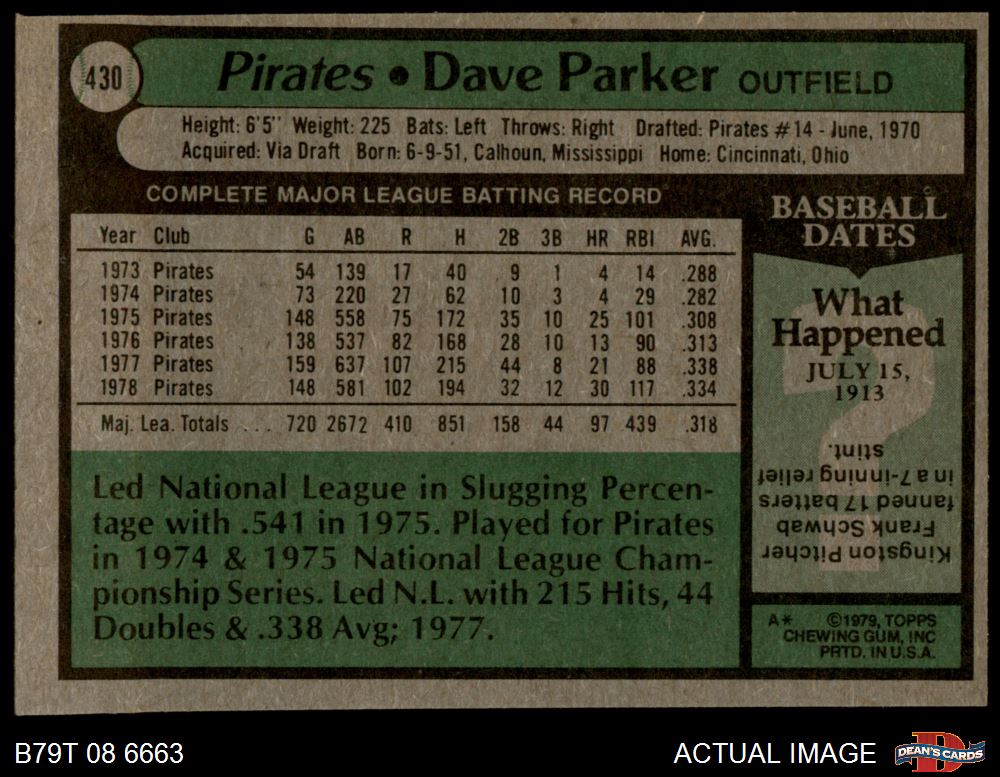 430
Pirates • Dave Parker OUTFIELD
Height: 6'5" Weight: 225 Bats: Left Throws: Right Drafted: Pirates #14 - June, 1970
Acquired: Via Draft Born: 6-9-51, Calhoun, Mississippi Home: Cincinnati, Ohio
COMPLETE MAJOR LEAGUE BATTING RECORD
Year Club G AB R H 2B 3B HR RBI AVG.
1973 Pirates 54 139 17 40 9 1 4 14 .288
1974 Pirates 73 220 27 62 10 3 4 29 .282
1975 Pirates 148 558 75 172 35 10 25 101 .308
1976 Pirates 138 537 82 168 28 10 13 90 .313
1977 Pirates 159 637 107 215 44 8 21 88 .338
1978 Pirates 148 581 102 194 32 12 30 117 .334
Maj. Lea. Totals ... 720 2672 410 851 158 44 97 439 .318
Led National League in Slugging Percen-
tage with .541 in 1975. Played for Pirates
in 1974 & 1975 National League Cham-
pionship Series. Led N.L. with 215 Hits, 44
Doubles & .338 Avg; 1977.
BASEBALL
DATES
What
Happened
JULY 15,
1913
?
Kingston Pitcher
Frank Schwab
fanned 17 batters
in a 7-inning relief
stint.
A* ©1979, TOPPS
CHEWING GUM, INC
PRTD. IN U.S.A.
B79T 08 6663
ACTUAL IMAGE
D
DEAN'S CARDS